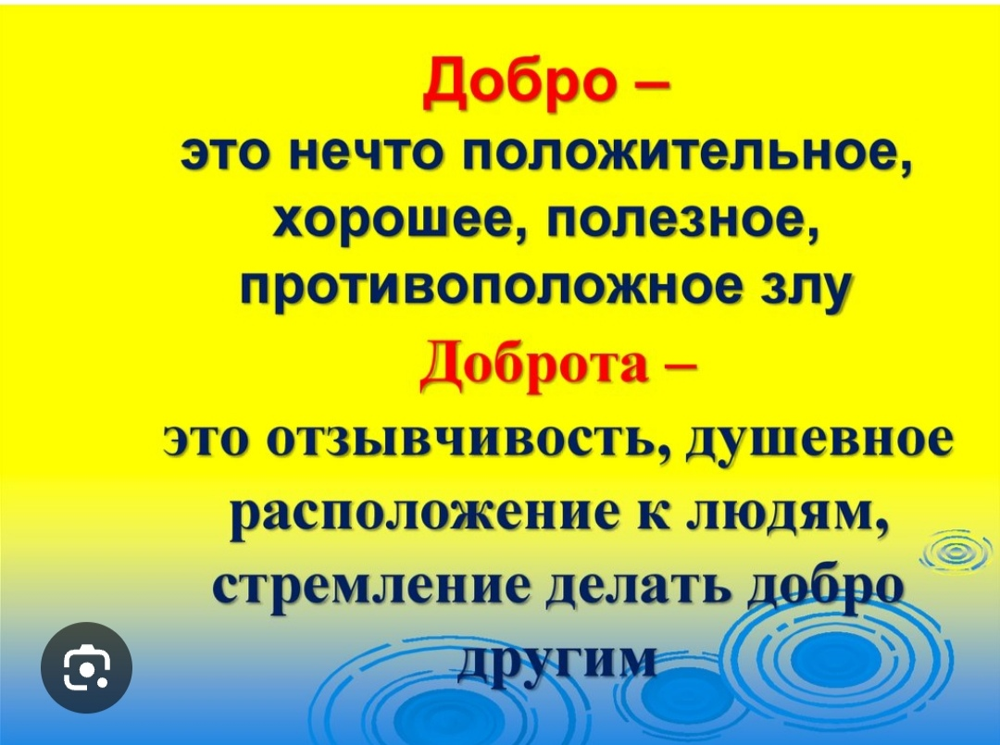 Добро –
это нечто положительное,
хорошее, полезное,
противоположное злу
Доброта –
это отзывчивость, душевное
расположение к людям,
стремление делать добро
другим